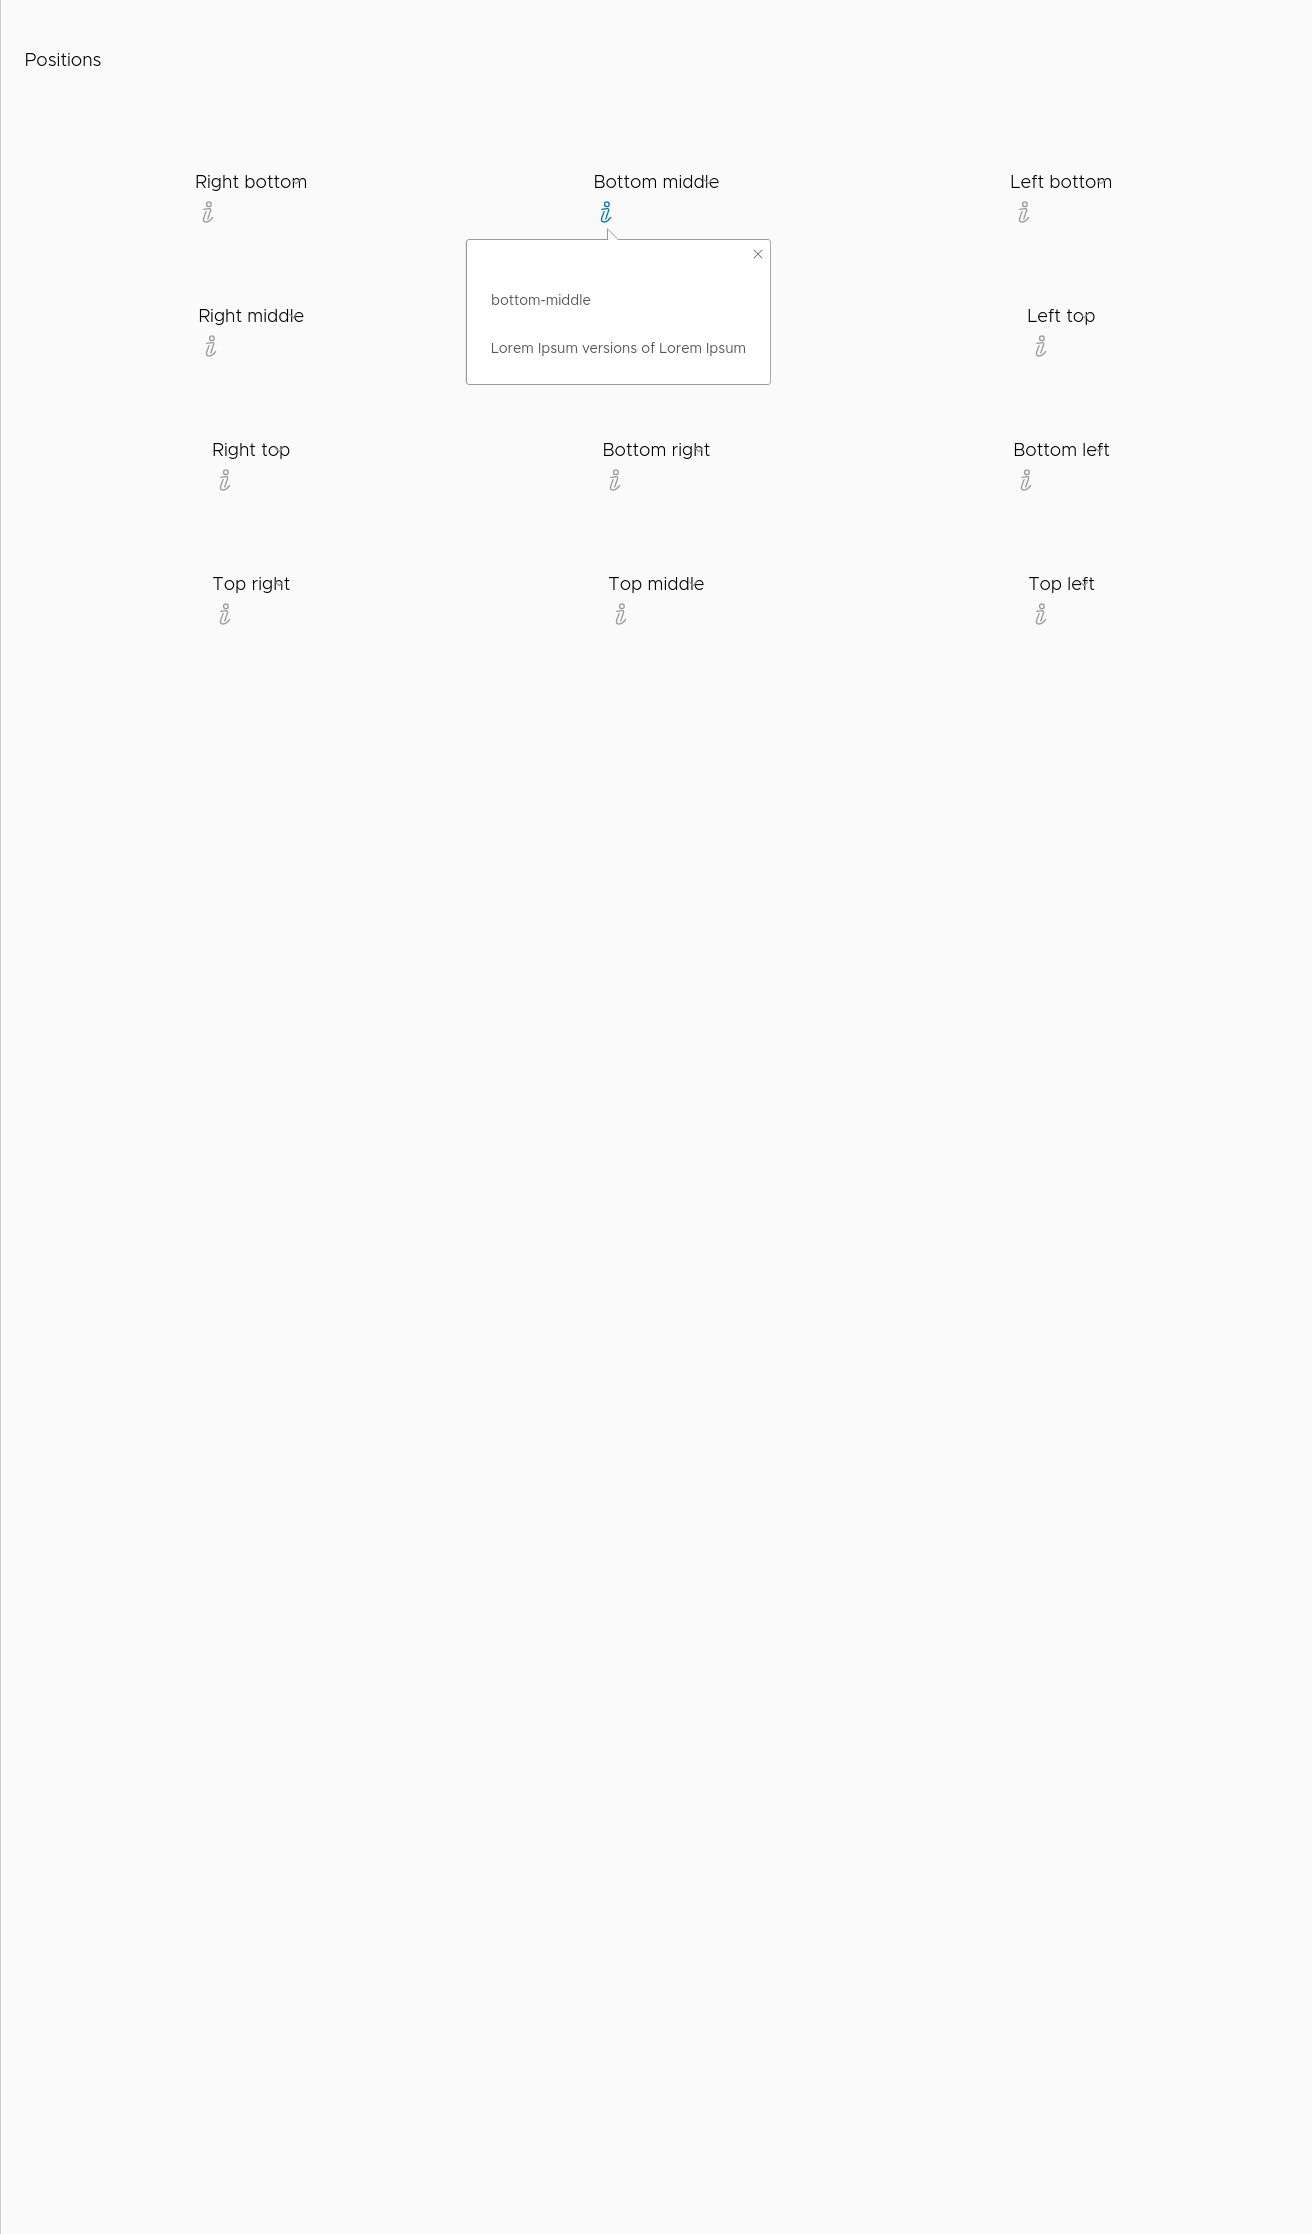 Positions
Right bottom
Bottom middle
Left bottom
bottom-middle
Lorem Ipsum versions of Lorem Ipsum
Right middle
Left top
Right top
Bottom right
Bottom left
Top right
Top middle
Top left